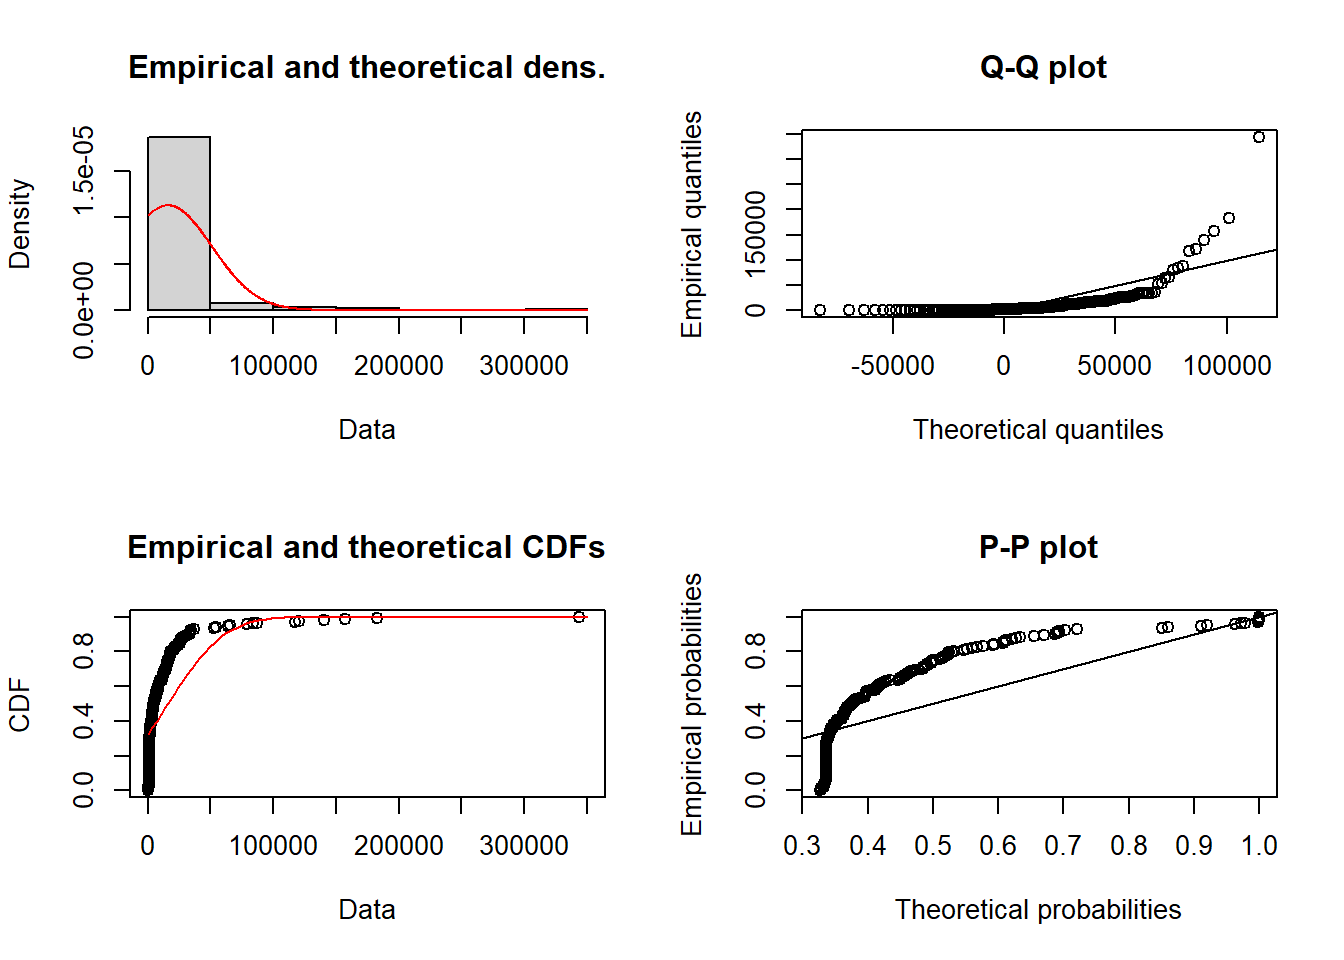 Empirical and theoretical dens.
Density
0.0e+00 1.5e-05
0 100000 200000 300000
Data
Q-Q plot
Empirical quantiles
0 150000
-50000 0 50000 100000
Theoretical quantiles
Empirical and theoretical CDFs
CDF
0.0 0.4 0.8
0 100000 200000 300000
Data
P-P plot
Empirical probabilities
0.0 0.4 0.8
0.3 0.4 0.5 0.6 0.7 0.8 0.9 1.0
Theoretical probabilities